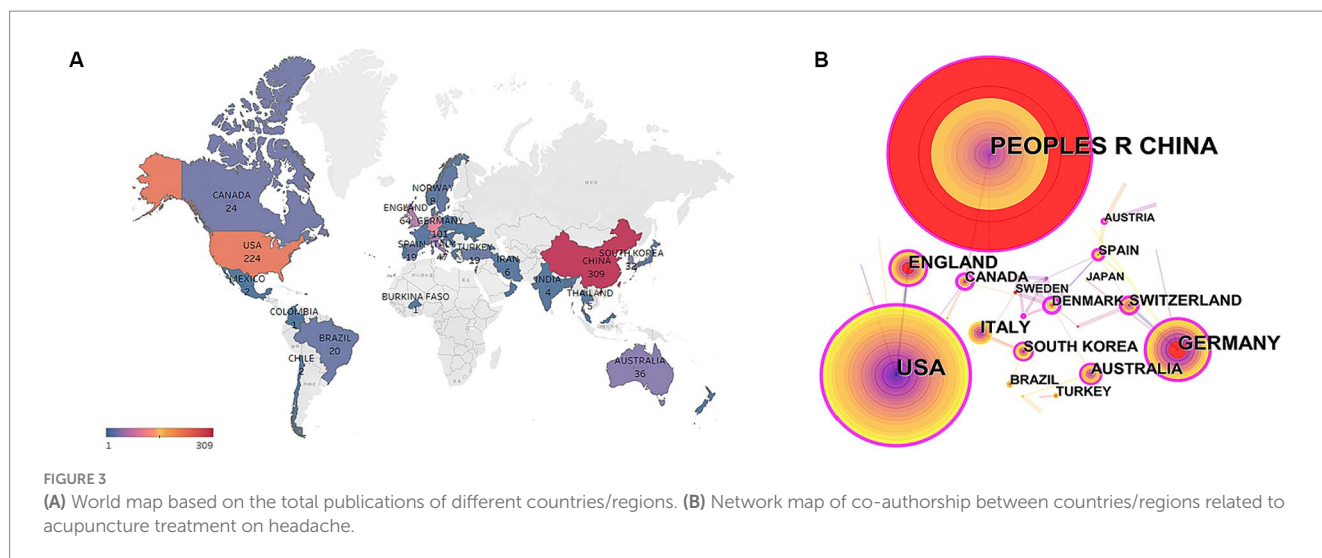 A
CANADA
24
USA
224
MEXICO
2
COLOMBIA
1
BRAZIL
20
CHILE
2
NORWAY
8
ENGLAND
64
GERMANY
101
SPAIN
19
ITALY
47
TURKEY
19
IRAN
6
BURKINA FASO
1
INDIA
4
CHINA
309
SOUTH KOREA
THAILAND
5
AUSTRALIA
36
1
309
B
PEOPLES R CHINA
AUSTRIA
ENGLAND
SPAIN
CANADA
JAPAN
SWEDEN
DENMARK
SWITZERLAND
ITALY
GERMANY
SOUTH KOREA
USA
AUSTRALIA
BRAZIL
TURKEY
FIGURE 3
(A) World map based on the total publications of different countries/regions. (B) Network map of co-authorship between countries/regions related to
acupuncture treatment on headache.